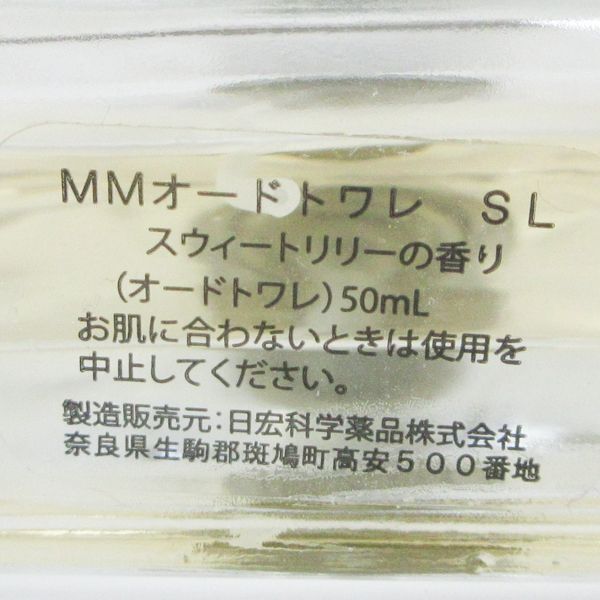 ＭＭオードトワレ　ＳＬ
スウィートリリーの香り
(オードトワレ)50mL
お肌に合わないときは使用を
中止してください。
製造販売元：日宏科学薬品株式会社
奈良県生駒郡斑鳩町高安５００番地